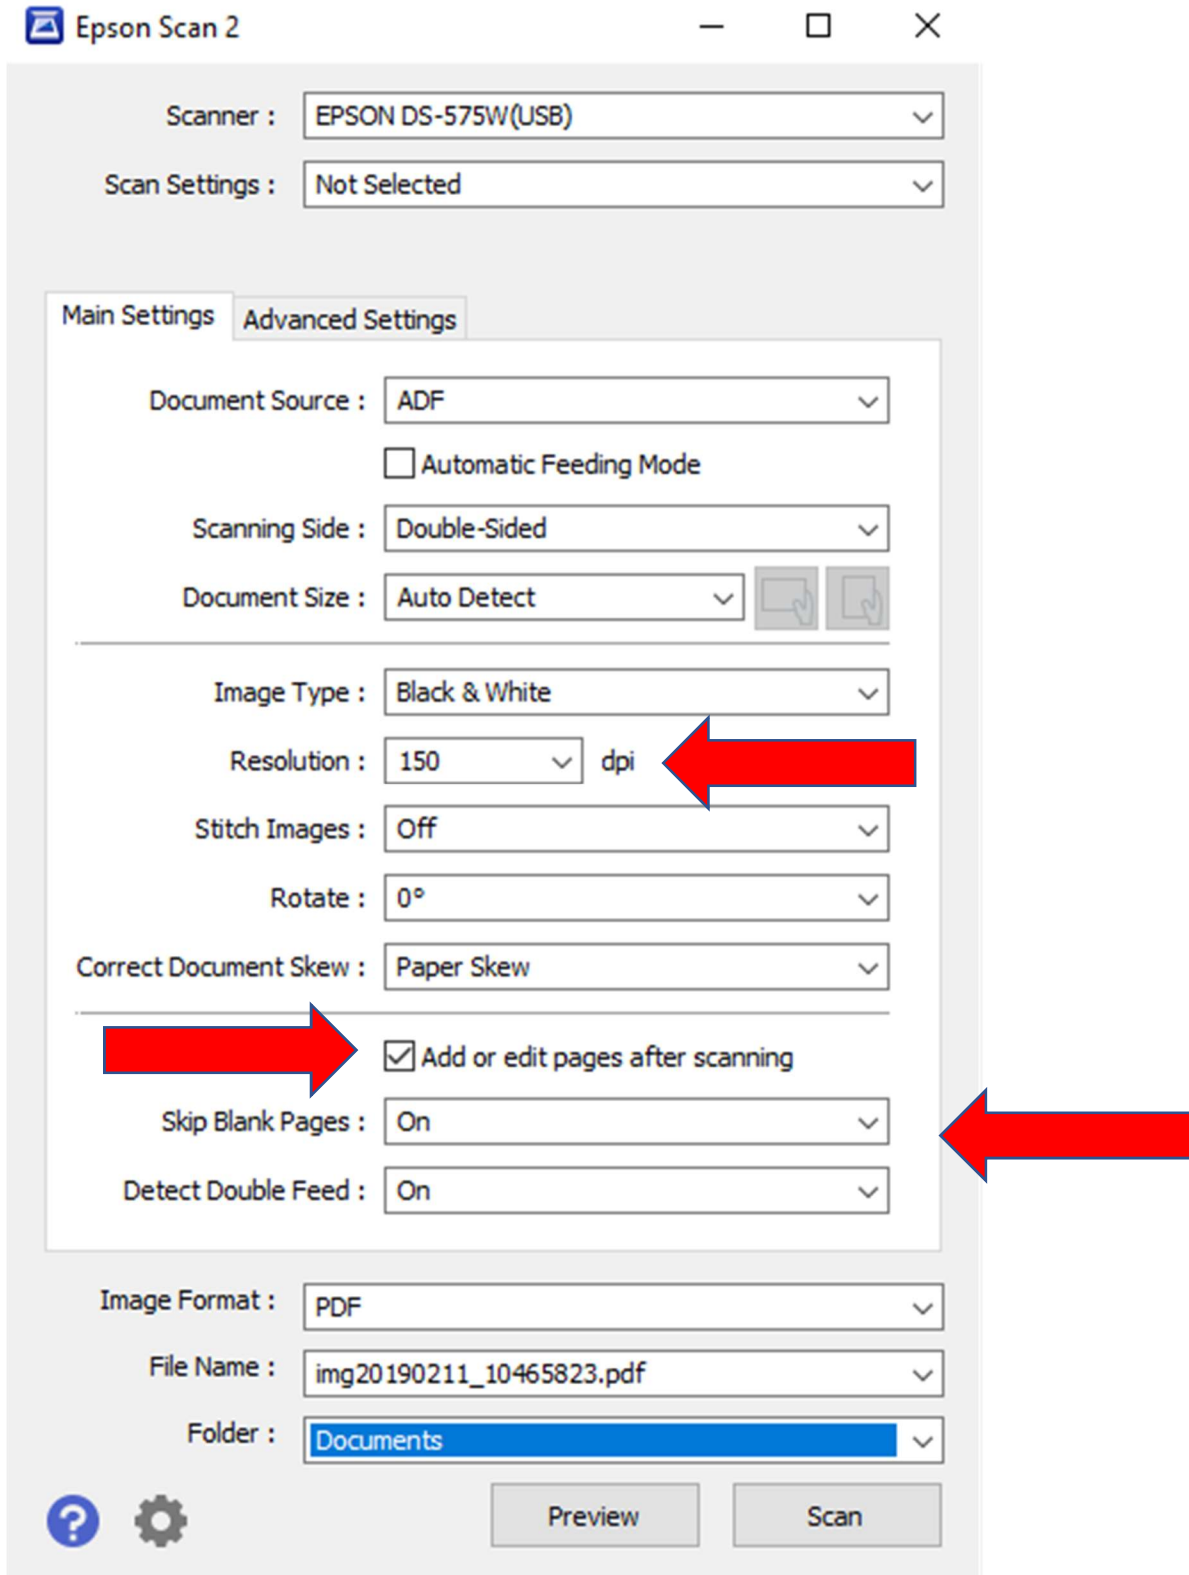 Epson Scan 2
Scanner : EPSON DS-575W(USB)
Scan Settings : Not Selected
Main Settings Advanced Settings
Document Source : ADF
Automatic Feeding Mode
Scanning Side : Double-Sided
Document Size : Auto Detect
Image Type : Black & White
Resolution : 150 dpi
Stitch Images : Off
Rotate : 0°
Correct Document Skew : Paper Skew
Add or edit pages after scanning
Skip Blank Pages : On
Detect Double Feed : On
Image Format : PDF
File Name : img20190211_10465823.pdf
Folder : Documents
? Preview Scan